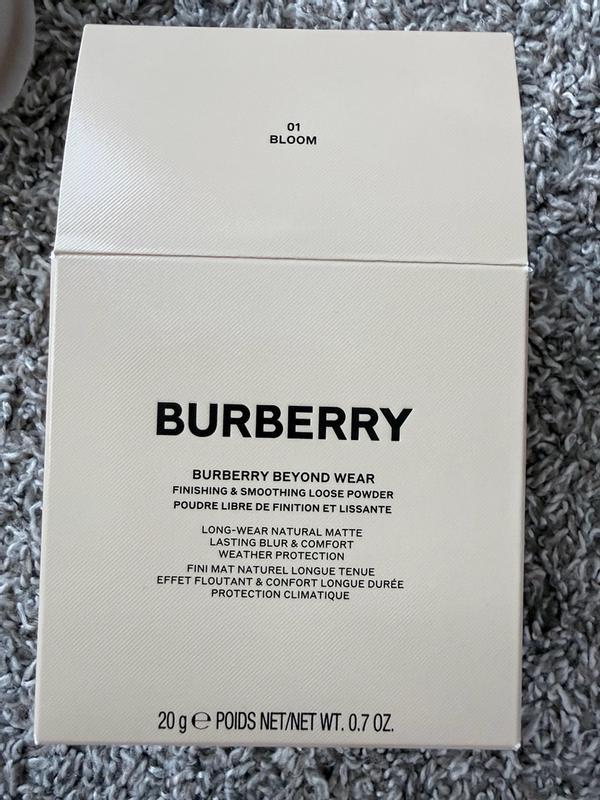 01
BLOOM
BURBERRY
BURBERRY BEYOND WEAR
FINISHING & SMOOTHING LOOSE POWDER
POUDRE LIBRE DE FINITION ET LISSANTE
LONG-WEAR NATURAL MATTE
LASTING BLUR & COMFORT
WEATHER PROTECTION
FINI MAT NATUREL LONGUE TENUE
EFFET FLOUTANT & CONFORT LONGUE DURÉE
PROTECTION CLIMATIQUE
20 g ℮ POIDS NET/NET WT. 0.7 OZ.